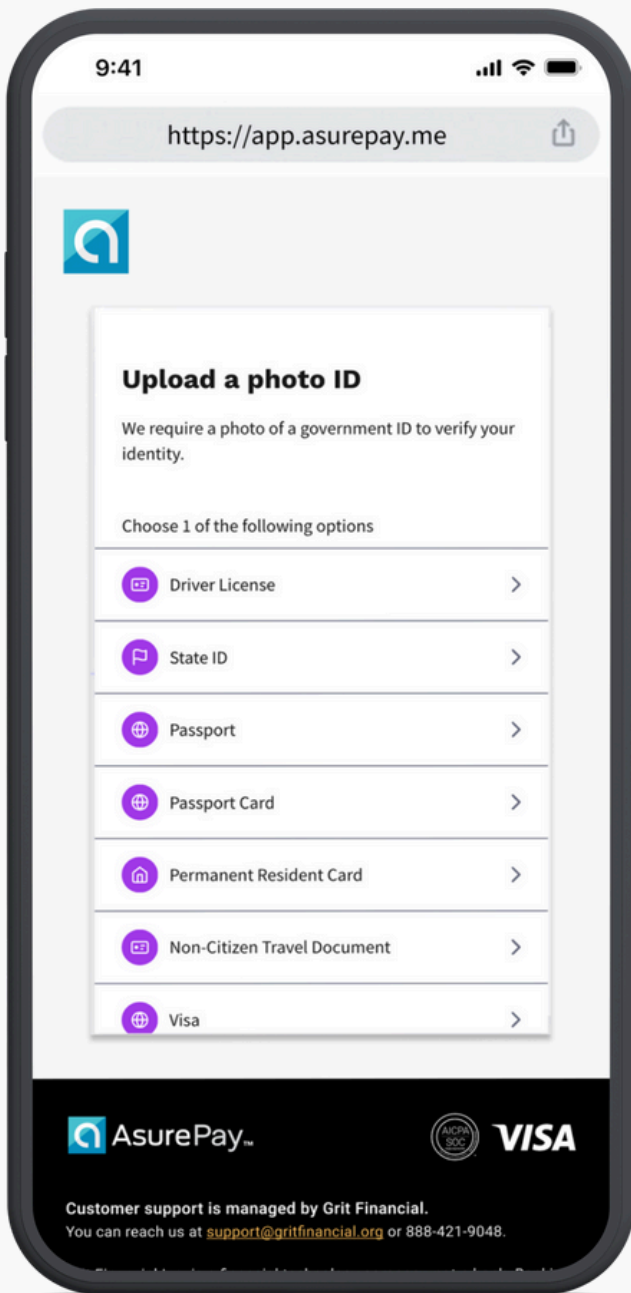 9:41
https://app.asurepay.me
Upload a photo ID
We require a photo of a government ID to verify your
identity.
Choose 1 of the following options
Driver License
State ID
Passport
Passport Card
Permanent Resident Card
Non-Citizen Travel Document
Visa
AsurePay™
AICPA
SOC
VISA
Customer support is managed by Grit Financial.
You can reach us at support@gritfinancial.org or 888-421-9048.